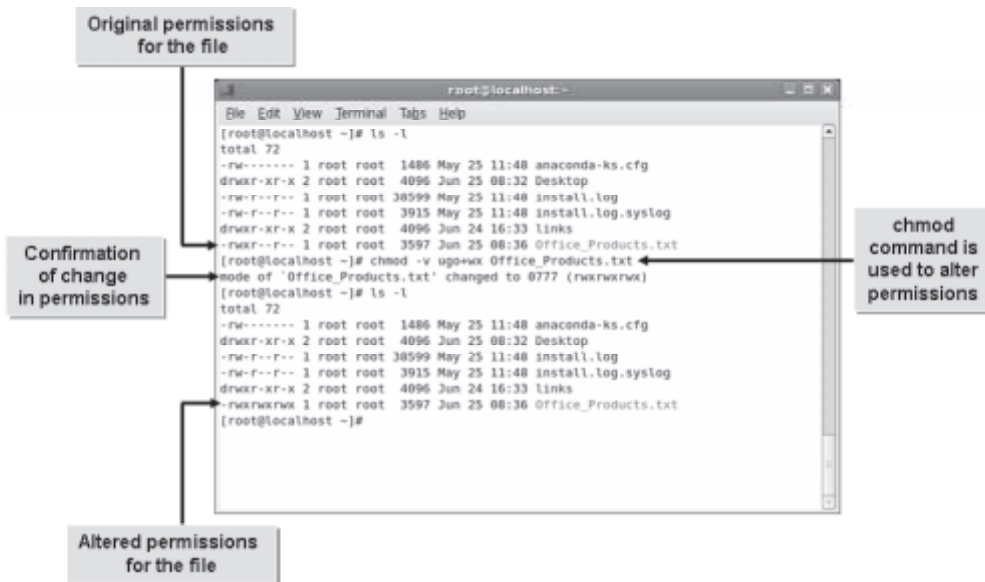 Original permissions
for the file
root@localhost:~
File Edit View Terminal Tabs Help
[root@localhost ~]# ls -l
total 72
-rw------- 1 root root 1486 May 25 11:48 anaconda-ks.cfg
drwxr-xr-x 2 root root 4096 Jun 25 08:32 Desktop
-rw-r--r-- 1 root root 38599 May 25 11:48 install.log
-rw-r--r-- 1 root root 3915 May 25 11:48 install.log.syslog
drwxr-xr-x 2 root root 4096 Jun 24 16:33 links
-rwxr--r-- 1 root root 3597 Jun 25 08:36 Office_Products.txt
[root@localhost ~]# chmod -v ugo+wx Office_Products.txt
mode of `Office_Products.txt' changed to 0777 (rwxrwxrwx)
[root@localhost ~]# ls -l
total 72
-rw------- 1 root root 1486 May 25 11:48 anaconda-ks.cfg
drwxr-xr-x 2 root root 4096 Jun 25 08:32 Desktop
-rw-r--r-- 1 root root 38599 May 25 11:48 install.log
-rw-r--r-- 1 root root 3915 May 25 11:48 install.log.syslog
drwxr-xr-x 2 root root 4096 Jun 24 16:33 links
-rwxrwxrwx 1 root root 3597 Jun 25 08:36 Office_Products.txt
[root@localhost ~]#
Confirmation
of change
in permissions
chmod
command is
used to alter
permissions
Altered permissions
for the file